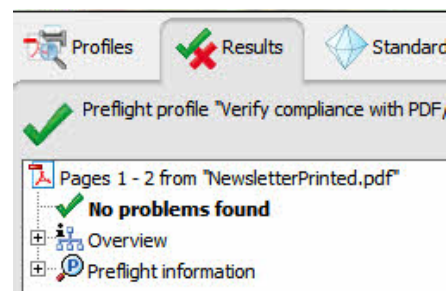 Profiles Results Standard
Preflight profile "Verify compliance with PDF/
Pages 1 - 2 from "NewsletterPrinted.pdf"
No problems found
Overview
Preflight information